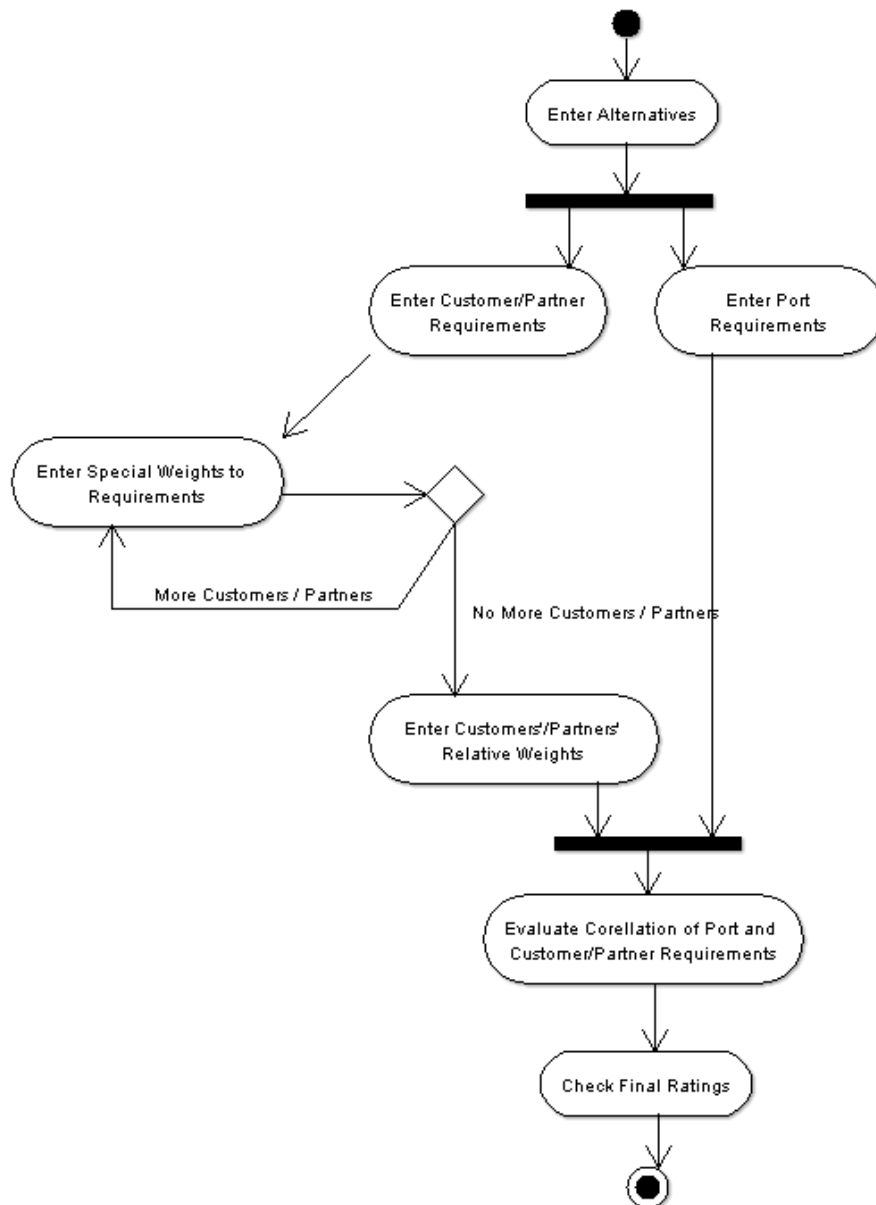 Enter Alternatives
Enter Customer/Partner
Requirements
Enter Port
Requirements
Enter Special Weights to
Requirements
More Customers / Partners
No More Customers / Partners
Enter Customers'/Partners'
Relative Weights
Evaluate Corellation of Port and
Customer/Partner Requirements
Check Final Ratings